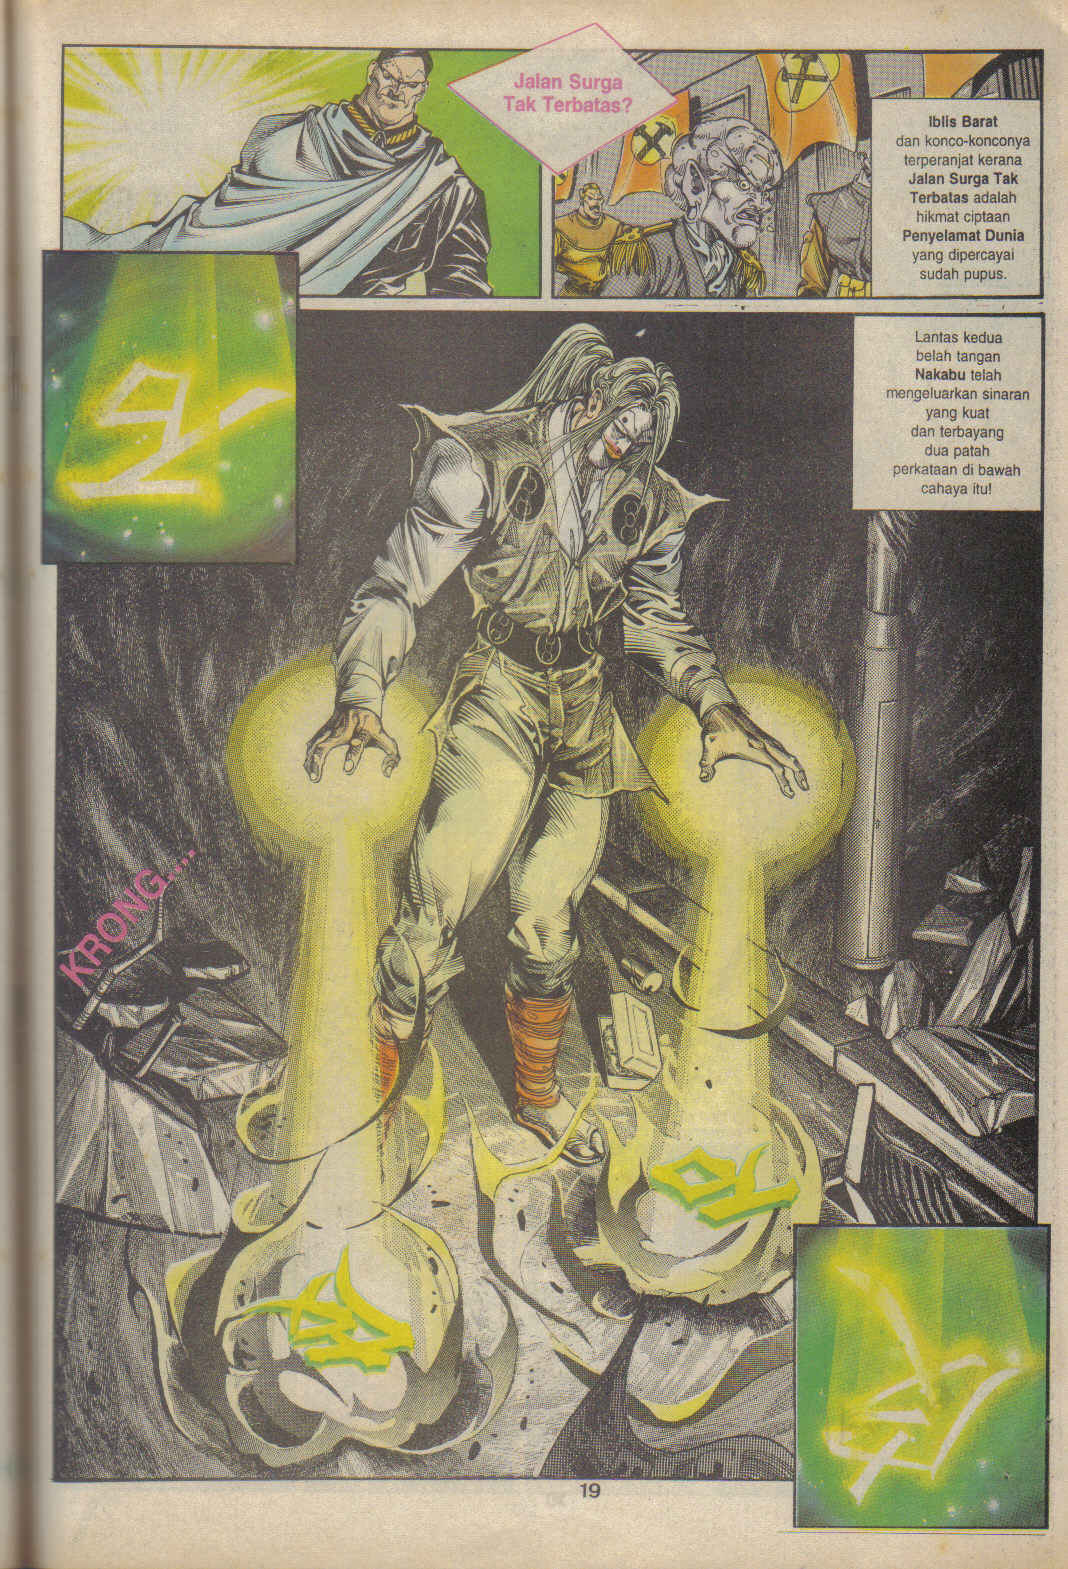 Jalan Surga
Tak Terbatas?
Iblis Barat
dan konco-konconya
terperanjat kerana
Jalan Surga Tak
Terbatas adalah
hikmat ciptaan
Penyelamat Dunia
yang dipercayai
sudah pupus.
Lantas kedua
belah tangan
Nakabu telah
mengeluarkan sinaran
yang kuat
dan terbayang
dua patah
perkataan di bawah
cahaya itu!
KRONG....
19